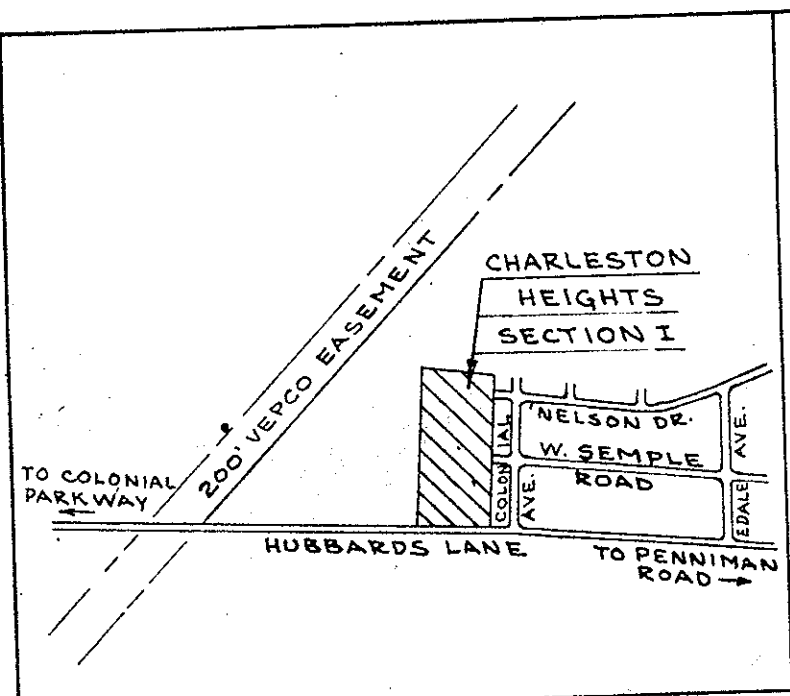 CHARLESTON
HEIGHTS
SECTION I
200' VEPCO EASEMENT
NELSON DR.
W. SEMPLE
ROAD
COLONIAL
AVE.
EDALE
AVE.
TO COLONIAL
PARKWAY
HUBBARDS LANE
TO PENNIMAN
ROAD